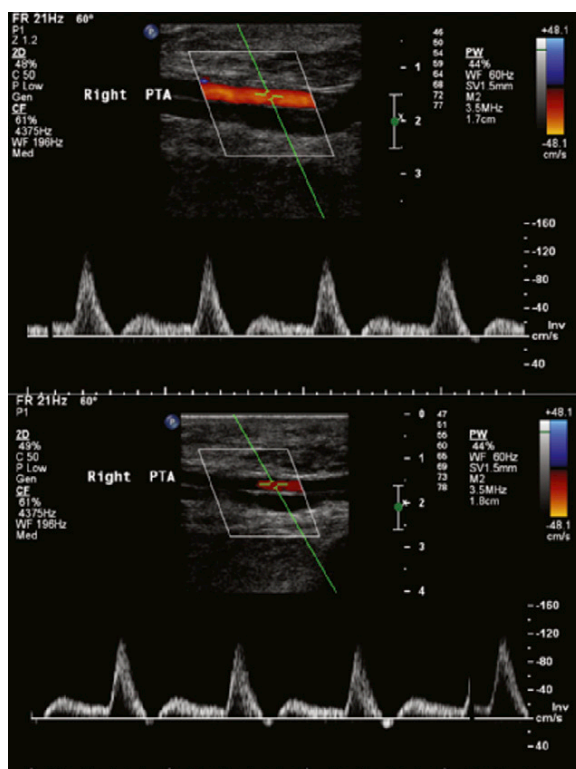 FR 21Hz 60°
P1
Z 1.2
2D
48%
C 50
P Low
Gen
CF
61%
4375Hz
WF 196Hz
Med
Right PTA
P
1
2
3
46
50
54
59
64
68
72
77
PW
44%
WF 60Hz
SV1.5mm
M2
3.5MHz
1.7cm
+48.1
-48.1
cm/s
-160
-120
-80
-40
Inv
cm/s
40
FR 21Hz 60°
P1
2D
49%
C 50
P Low
Gen
CF
61%
4375Hz
WF 196Hz
Med
Right PTA
P
0
1
2
3
4
47
51
55
60
65
69
73
78
PW
44%
WF 60Hz
SV1.5mm
M2
3.5MHz
1.8cm
+48.1
-48.1
cm/s
-160
-120
-80
-40
Inv
cm/s
40